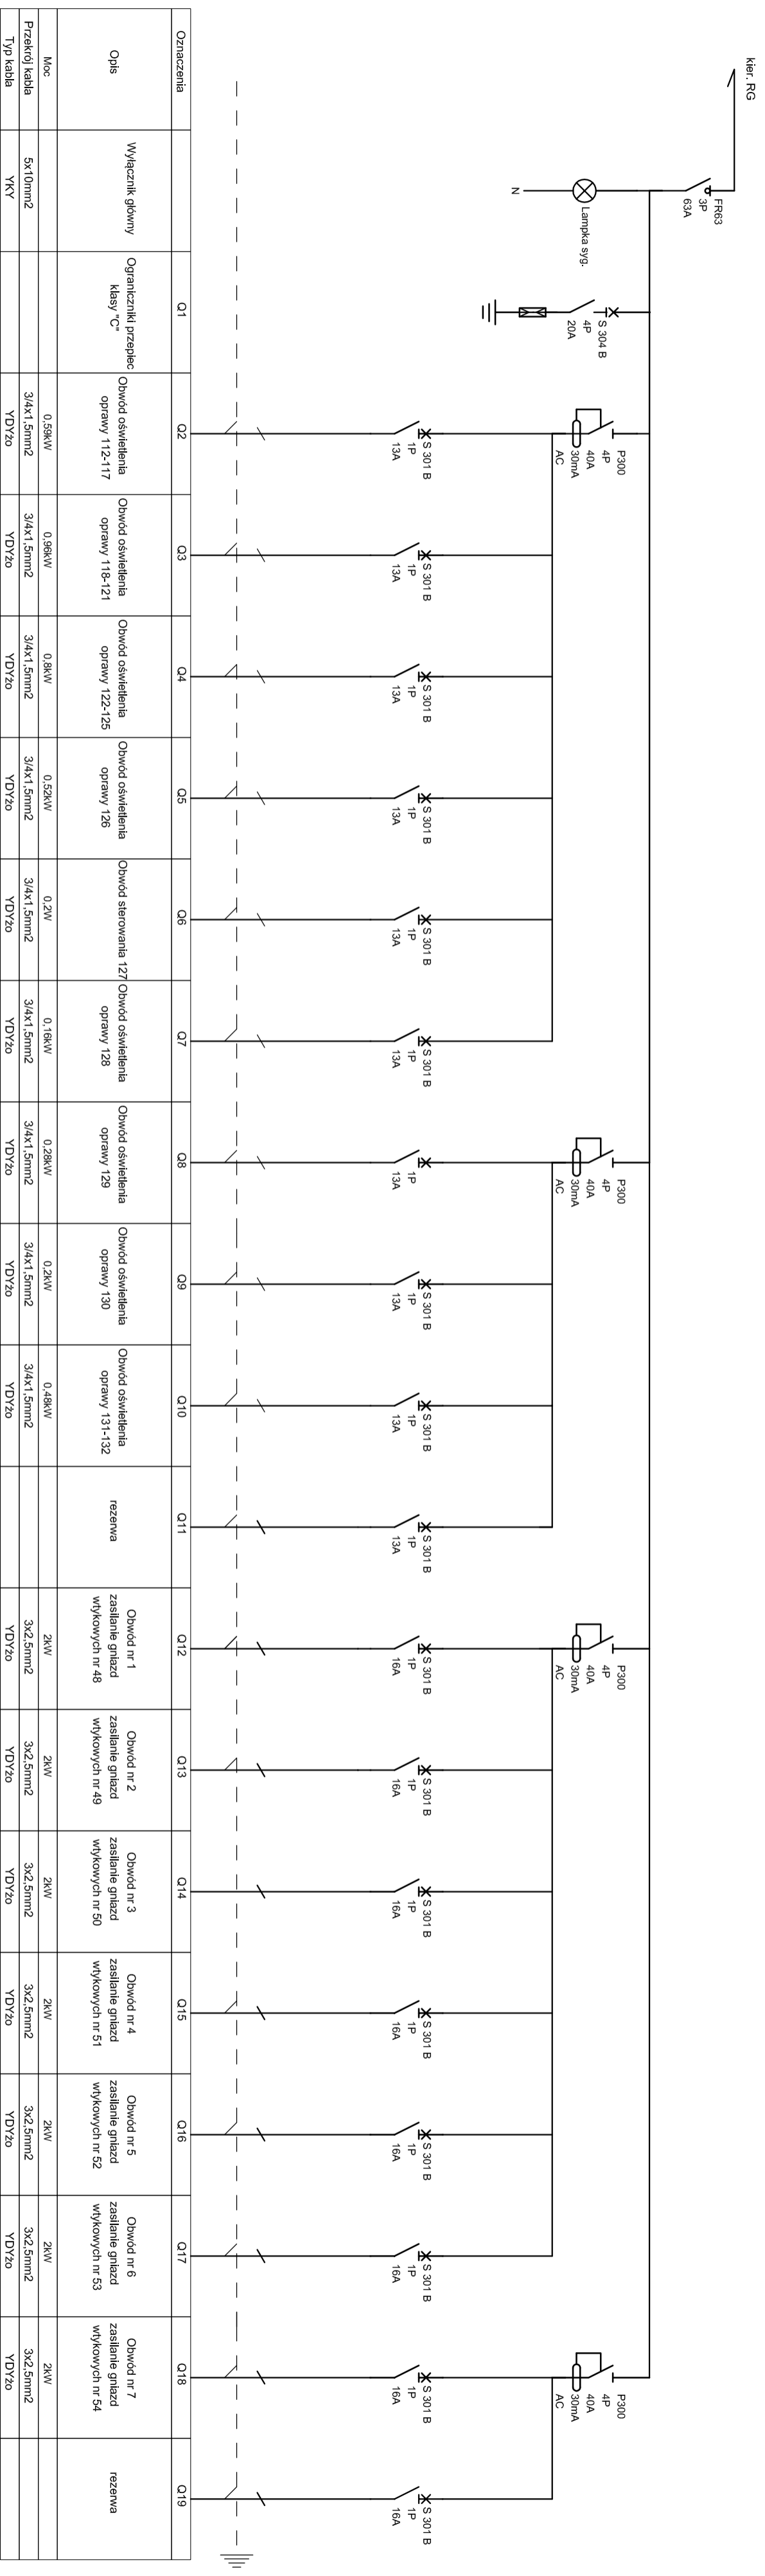 kier. RG
FR63
3P
63A
Lampka syg.
N
S 304 B
4P
20A
P300
4P
40A
30mA
AC
P300
4P
40A
30mA
AC
P300
4P
40A
30mA
AC
P300
4P
40A
30mA
AC
S 301 B
1P
13A
S 301 B
1P
13A
S 301 B
1P
13A
S 301 B
1P
13A
S 301 B
1P
13A
S 301 B
1P
13A
1P
13A
S 301 B
1P
13A
S 301 B
1P
13A
S 301 B
1P
13A
S 301 B
1P
16A
S 301 B
1P
16A
S 301 B
1P
16A
S 301 B
1P
16A
S 301 B
1P
16A
S 301 B
1P
16A
S 301 B
1P
16A
S 301 B
1P
16A
Oznaczenia Q1 Q2 Q3 Q4 Q5 Q6 Q7 Q8 Q9 Q10 Q11 Q12 Q13 Q14 Q15 Q16 Q17 Q18 Q19
Opis
Wyłącznik główny
Ograniczniki przepiec
klasy "C"
Obwód oświetlenia
oprawy 112-117
Obwód oświetlenia
oprawy 118-121
Obwód oświetlenia
oprawy 122-125
Obwód oświetlenia
oprawy 126
Obwód sterowania 127
Obwód oświetlenia
oprawy 128
Obwód oświetlenia
oprawy 129
Obwód oświetlenia
oprawy 130
Obwód oświetlenia
oprawy 131-132
rezerwa
Obwód nr 1
zasilanie gniazd
wtykowych nr 48
Obwód nr 2
zasilanie gniazd
wtykowych nr 49
Obwód nr 3
zasilanie gniazd
wtykowych nr 50
Obwód nr 4
zasilanie gniazd
wtykowych nr 51
Obwód nr 5
zasilanie gniazd
wtykowych nr 52
Obwód nr 6
zasilanie gniazd
wtykowych nr 53
Obwód nr 7
zasilanie gniazd
wtykowych nr 54
rezerwa
Moc 0,59kW 0,96kW 0,8kW 0,52kW 0,2W 0,16kW 0,28kW 0,2kW 0,48kW 2kW 2kW 2kW 2kW 2kW 2kW 2kW
Przekrój kabla 5x10mm2 3/4x1,5mm2 3/4x1,5mm2 3/4x1,5mm2 3/4x1,5mm2 3/4x1,5mm2 3/4x1,5mm2 3/4x1,5mm2 3/4x1,5mm2 3/4x1,5mm2 3x2,5mm2 3x2,5mm2 3x2,5mm2 3x2,5mm2 3x2,5mm2 3x2,5mm2 3x2,5mm2
Typ kabla YKY YDYżo YDYżo YDYżo YDYżo YDYżo YDYżo YDYżo YDYżo YDYżo YDYżo YDYżo YDYżo YDYżo YDYżo YDYżo YDYżo